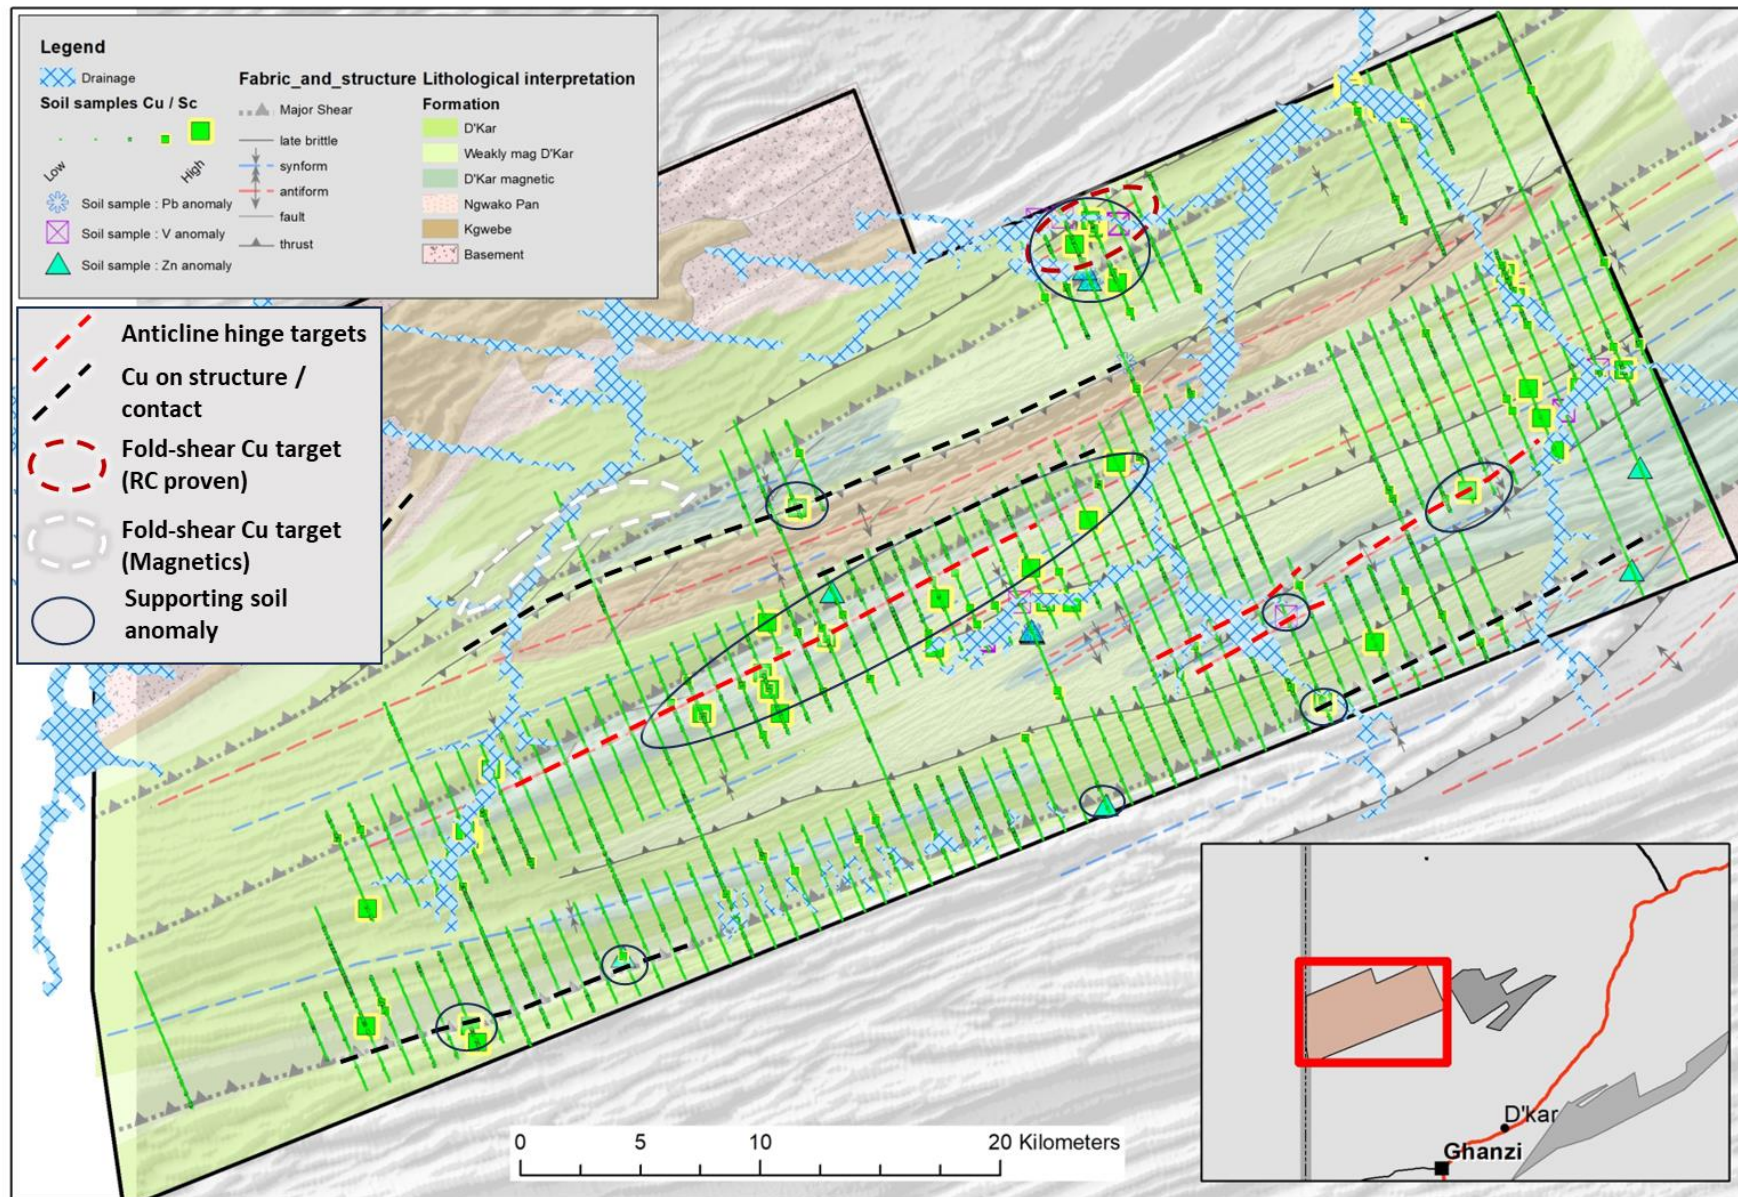 Legend
Drainage
Soil samples Cu / Sc
Low
High
Soil sample : Pb anomaly
Soil sample : V anomaly
Soil sample : Zn anomaly
Fabric_and_structure
Major Shear
late brittle
synform
antiform
fault
thrust
Lithological interpretation
Formation
D'Kar
Weakly mag D'Kar
D'Kar magnetic
Ngwako Pan
Kgwebe
Basement
Anticline hinge targets
Cu on structure /
contact
Fold-shear Cu target
(RC proven)
Fold-shear Cu target
(Magnetics)
Supporting soil
anomaly
0
5
10
20 Kilometers
D'kar
Ghanzi